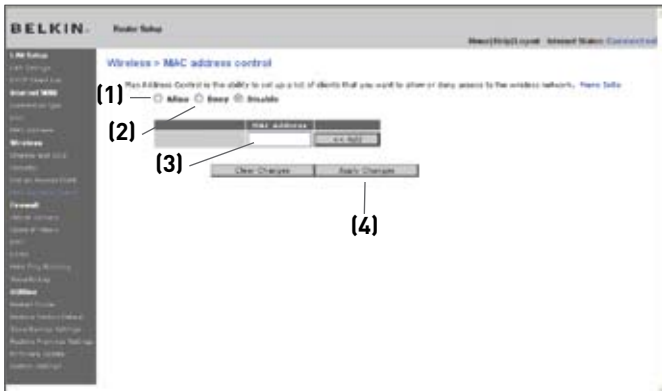 BELKIN. Router Setup
Home|Help|Logout Internet Status: Connected
LAN Setup
LAN Settings
DHCP Client List
Internet WAN
Connection Type
DNS
MAC Address
Wireless
Channel and SSID
Security
Use as Access Point
MAC Address Control
Firewall
Virtual Servers
Client IP Filters
DMZ
DDNS
WAN Ping Blocking
Security Log
Utilities
Restart Router
Restore Factory Default
Save/Backup Settings
Restore Previous Settings
Firmware Update
System Settings
Wireless > MAC address control
Mac Address Control is the ability to set up a list of clients that you want to allow or deny access to the wireless network. More Info
(1) Allow Deny Disable
(2)
MAC Address
(3) << Add
Clear Changes Apply Changes
(4)